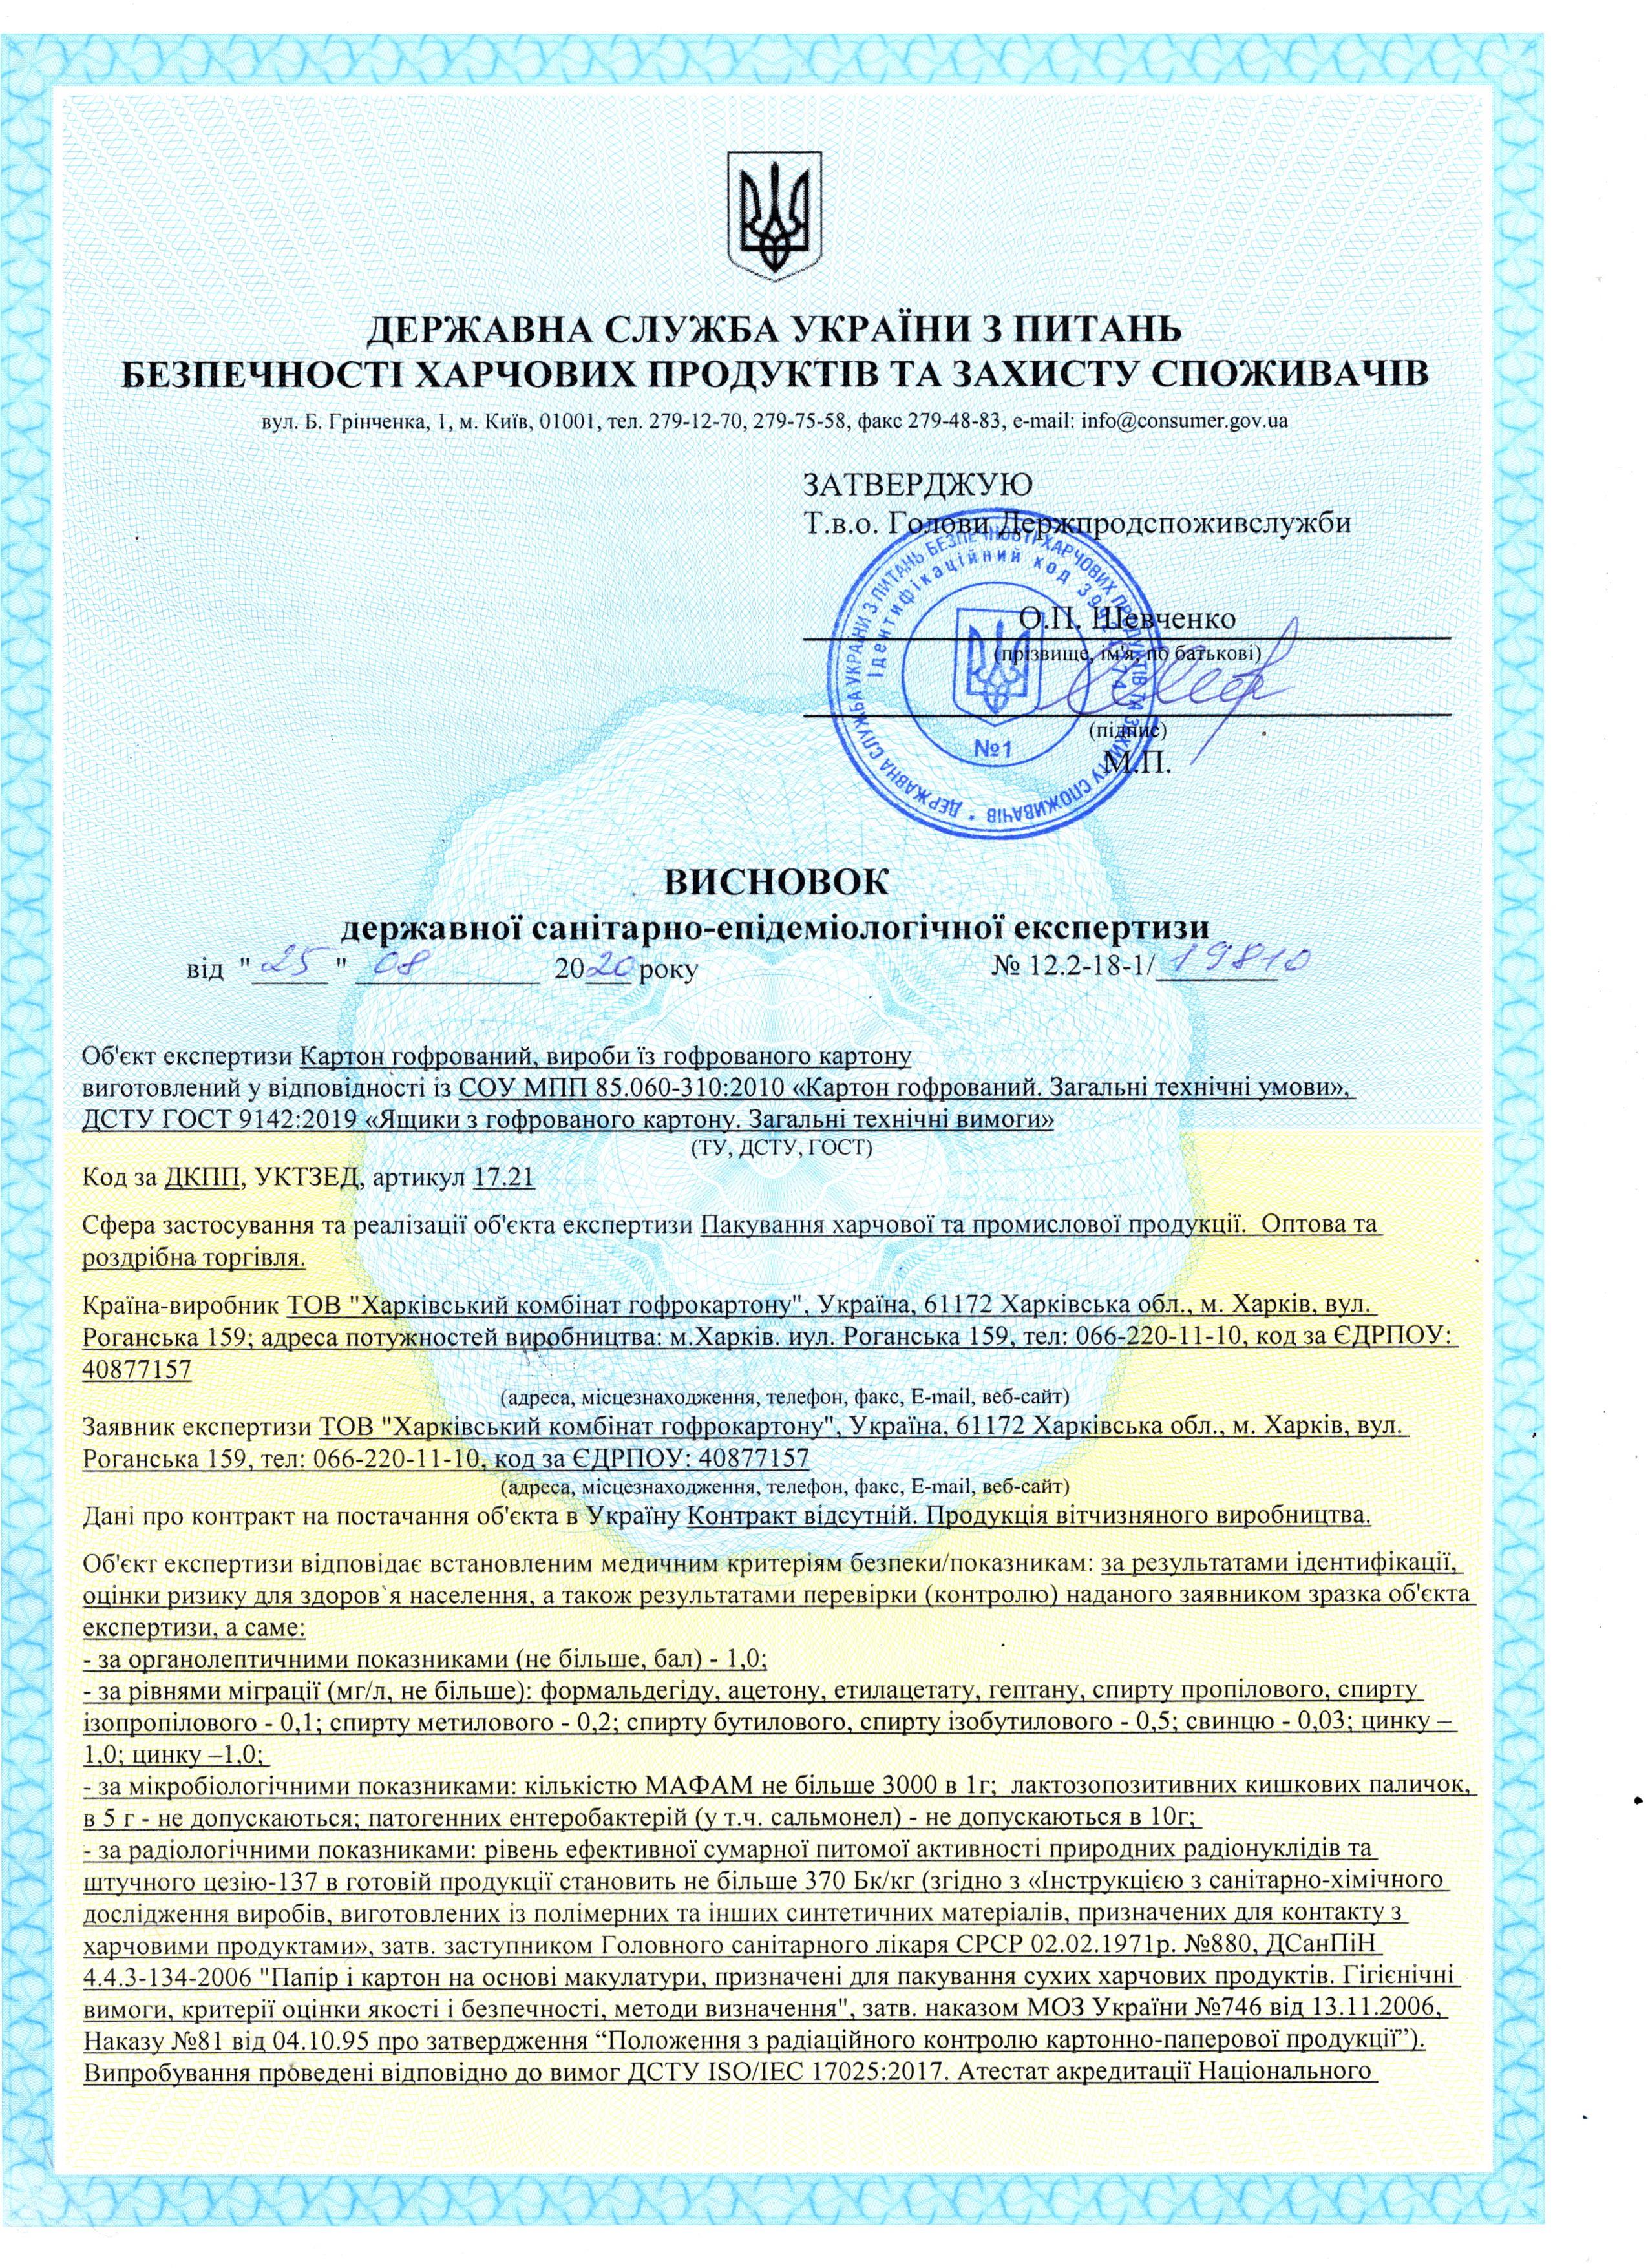 ДЕРЖАВНА СЛУЖБА УКРАЇНИ З ПИТАНЬ
БЕЗПЕЧНОСТІ ХАРЧОВИХ ПРОДУКТІВ ТА ЗАХИСТУ СПОЖИВАЧІВ
вул. Б. Грінченка, 1, м. Київ, 01001, тел. 279-12-70, 279-75-58, факс 279-48-83, e-mail: info@consumer.gov.ua
ЗАТВЕРДЖУЮ
Т.в.о. Голови Держпродспоживслужби
ДЕРЖАВНА СЛУЖБА УКРАЇНИ З ПИТАНЬ БЕЗПЕЧНОСТІ ХАРЧОВИХ ПРОДУКТІВ ТА ЗАХИСТУ СПОЖИВАЧІВ *
Ідентифікаційний код
№1
О.П. Шевченко
(прізвище, ім'я, по батькові)
(підпис)
М.П.
ВИСНОВОК
державної санітарно-епідеміологічної експертизи
від "25" 08 2020 року № 12.2-18-1/19810
Об'єкт експертизи Картон гофрований, вироби їз гофрованого картону
виготовлений у відповідності із СОУ МПП 85.060-310:2010 «Картон гофрований. Загальні технічні умови»,
ДСТУ ГОСТ 9142:2019 «Ящики з гофрованого картону. Загальні технічні вимоги»
(ТУ, ДСТУ, ГОСТ)
Код за ДКПП, УКТЗЕД, артикул 17.21
Сфера застосування та реалізації об'єкта експертизи Пакування харчової та промислової продукції. Оптова та
роздрібна торгівля.
Країна-виробник ТОВ "Харківський комбінат гофрокартону", Україна, 61172 Харківська обл., м. Харків, вул.
Роганська 159; адреса потужностей виробництва: м.Харків. иул. Роганська 159, тел: 066-220-11-10, код за ЄДРПОУ:
40877157
(адреса, місцезнаходження, телефон, факс, E-mail, веб-сайт)
Заявник експертизи ТОВ "Харківський комбінат гофрокартону", Україна, 61172 Харківська обл., м. Харків, вул.
Роганська 159, тел: 066-220-11-10, код за ЄДРПОУ: 40877157
(адреса, місцезнаходження, телефон, факс, E-mail, веб-сайт)
Дані про контракт на постачання об'єкта в Україну Контракт відсутній. Продукція вітчизняного виробництва.
Об'єкт експертизи відповідає встановленим медичним критеріям безпеки/показникам: за результатами ідентифікації,
оцінки ризику для здоров`я населення, а також результатами перевірки (контролю) наданого заявником зразка об'єкта
експертизи, а саме:
- за органолептичними показниками (не більше, бал) - 1,0;
- за рівнями міграції (мг/л, не більше): формальдегіду, ацетону, етилацетату, гептану, спирту пропілового, спирту
ізопропілового - 0,1; спирту метилового - 0,2; спирту бутилового, спирту ізобутилового - 0,5; свинцю - 0,03; цинку –
1,0; цинку –1,0;
- за мікробіологічними показниками: кількістю МАФАМ не більше 3000 в 1г; лактозопозитивних кишкових паличок,
в 5 г - не допускаються; патогенних ентеробактерій (у т.ч. сальмонел) - не допускаються в 10г;
- за радіологічними показниками: рівень ефективної сумарної питомої активності природних радіонуклідів та
штучного цезію-137 в готовій продукції становить не більше 370 Бк/кг (згідно з «Інструкцією з санітарно-хімічного
дослідження виробів, виготовлених із полімерних та інших синтетичних матеріалів, призначених для контакту з
харчовими продуктами», затв. заступником Головного санітарного лікаря СРСР 02.02.1971р. №880, ДСанПіН
4.4.3-134-2006 "Папір і картон на основі макулатури, призначені для пакування сухих харчових продуктів. Гігієнічні
вимоги, критерії оцінки якості і безпечності, методи визначення", затв. наказом МОЗ України №746 від 13.11.2006,
Наказу №81 від 04.10.95 про затвердження “Положення з радіаційного контролю картонно-паперової продукції”).
Випробування проведені відповідно до вимог ДСТУ ISO/IEC 17025:2017. Атестат акредитації Національного